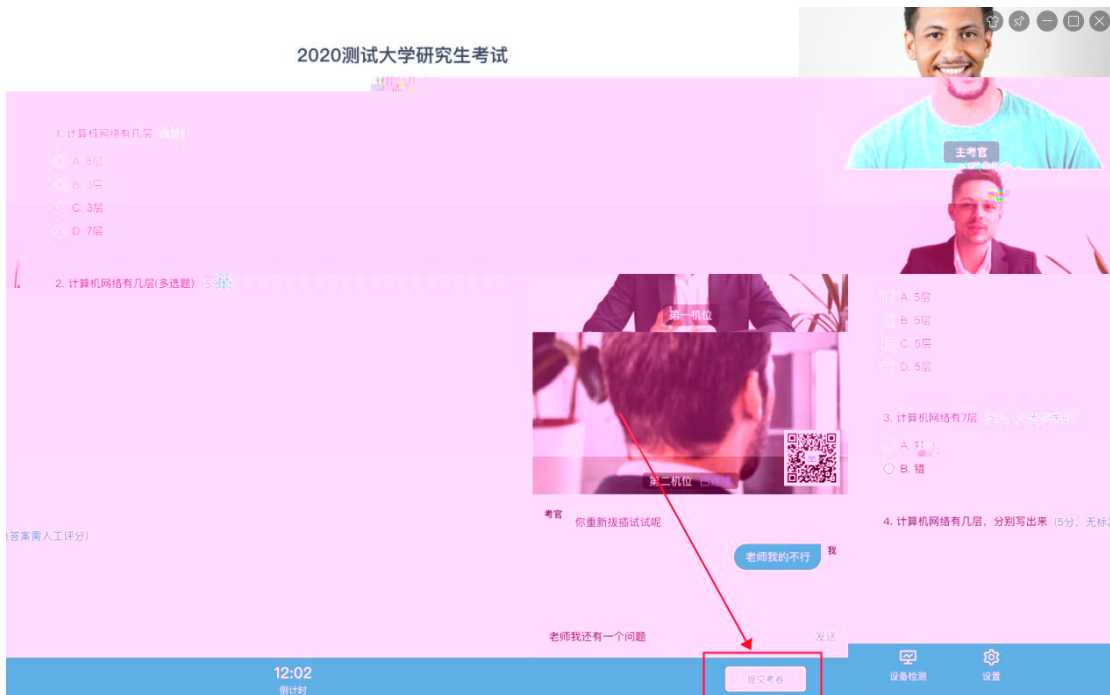 2020测试大学研究生考试
主考官
1. 计算机网络有几层
A. 5层
B. 3层
C. 3层
D. 7层
2. 计算机网络有几层(多选题)
第一机位
A. 5层
B. 5层
C. 5层
D. 5层
3. 计算机网络有7层
A.
B. 错
第二机位
考官
你重新拔插试试呢
老师我的不行
我
4. 计算机网络有几层，分别写出来 (5分，无标
答案需人工评分)
老师我还有一个问题
发送
12:02
倒计时
提交考卷
设备检测
设置